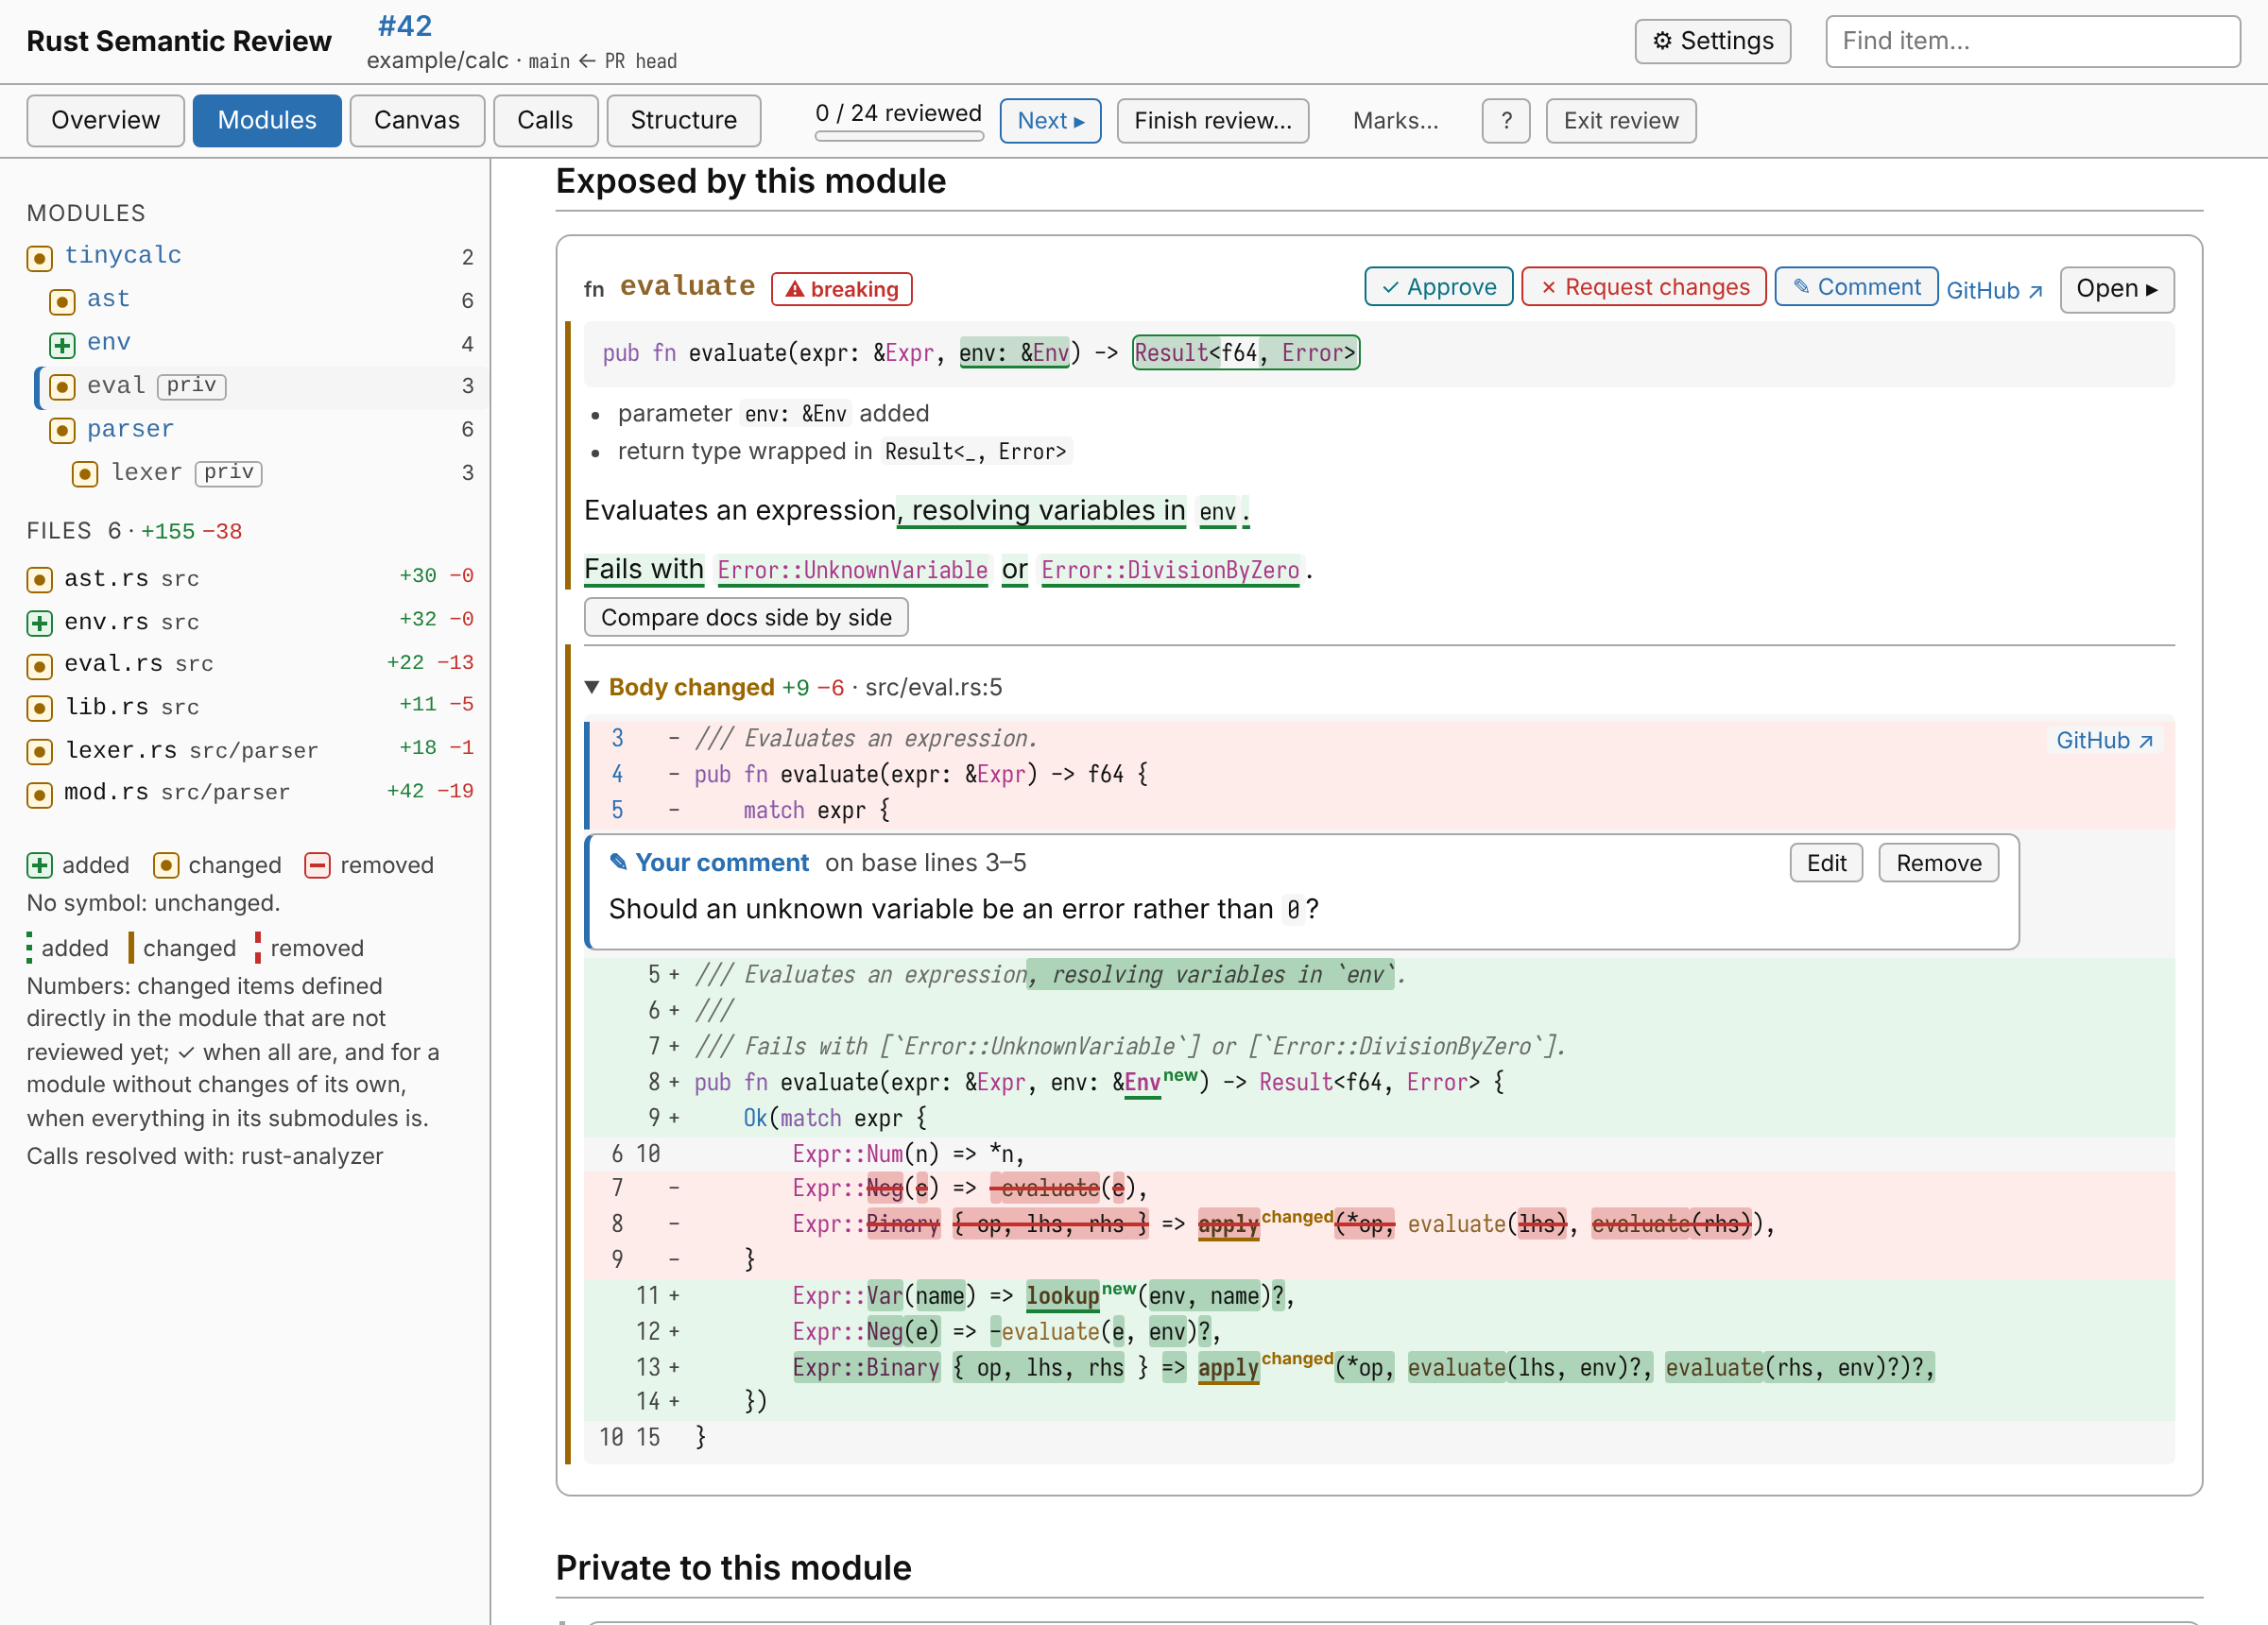 Rust Semantic Review
#42
example/calc · main ← PR head
⚙ Settings
Find item...
Overview
Modules
Canvas
Calls
Structure
0 / 24 reviewed
Next ▸
Finish review...
Marks...
?
Exit review
MODULES
tinycalc 2
ast 6
env 4
eval priv 3
parser 6
lexer priv 3
FILES 6 · +155 −38
ast.rs src +30 −0
env.rs src +32 −0
eval.rs src +22 −13
lib.rs src +11 −5
lexer.rs src/parser +18 −1
mod.rs src/parser +42 −19
added changed removed
No symbol: unchanged.
added changed removed
Numbers: changed items defined
directly in the module that are not
reviewed yet; ✓ when all are, and for a
module without changes of its own,
when everything in its submodules is.
Calls resolved with: rust-analyzer
Exposed by this module
fn evaluate ⚠ breaking
✓ Approve
× Request changes
✎ Comment
GitHub ↗
Open ▸
pub fn evaluate(expr: &Expr, env: &Env) -> Result<f64, Error>
• parameter env: &Env added
• return type wrapped in Result<_, Error>
Evaluates an expression, resolving variables in env.
Fails with Error::UnknownVariable or Error::DivisionByZero.
Compare docs side by side
▼ Body changed +9 −6 · src/eval.rs:5
GitHub ↗
3 − /// Evaluates an expression.
4 − pub fn evaluate(expr: &Expr) -> f64 {
5 − match expr {
✎ Your comment on base lines 3–5
Edit
Remove
Should an unknown variable be an error rather than 0?
5 + /// Evaluates an expression, resolving variables in `env`.
6 + ///
7 + /// Fails with [`Error::UnknownVariable`] or [`Error::DivisionByZero`].
8 + pub fn evaluate(expr: &Expr, env: &Env new) -> Result<f64, Error> {
9 + Ok(match expr {
6 10 Expr::Num(n) => *n,
7 − Expr::Neg(e) => -evaluate(e),
8 − Expr::Binary { op, lhs, rhs } => apply changed(*op, evaluate(lhs), evaluate(rhs)),
9 − }
11 + Expr::Var(name) => lookup new(env, name)?,
12 + Expr::Neg(e) => -evaluate(e, env)?,
13 + Expr::Binary { op, lhs, rhs } => apply changed(*op, evaluate(lhs, env)?, evaluate(rhs, env)?)?,
14 + })
10 15 }
Private to this module